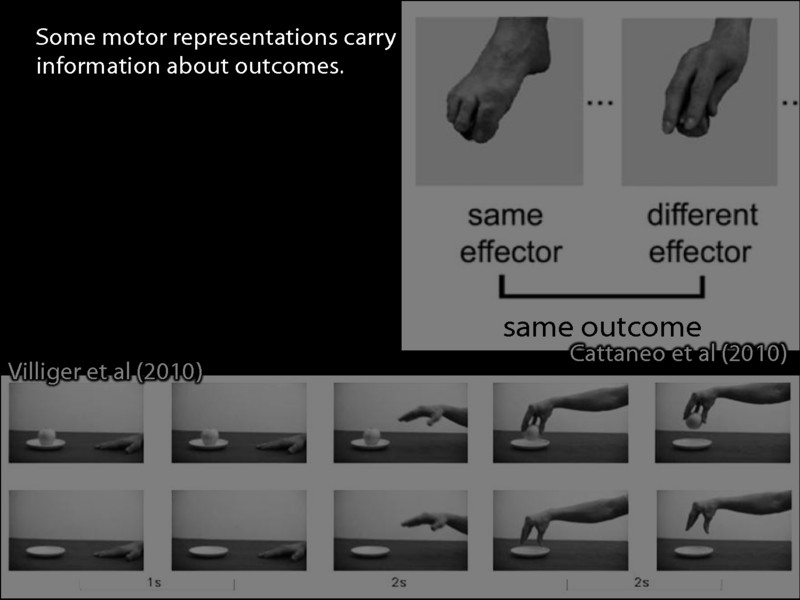 Some motor representations carry
information about outcomes.
...
..
same
effector
different
effector
same outcome
Cattaneo et al (2010)
Villiger et al (2010)
1s
2s
2s